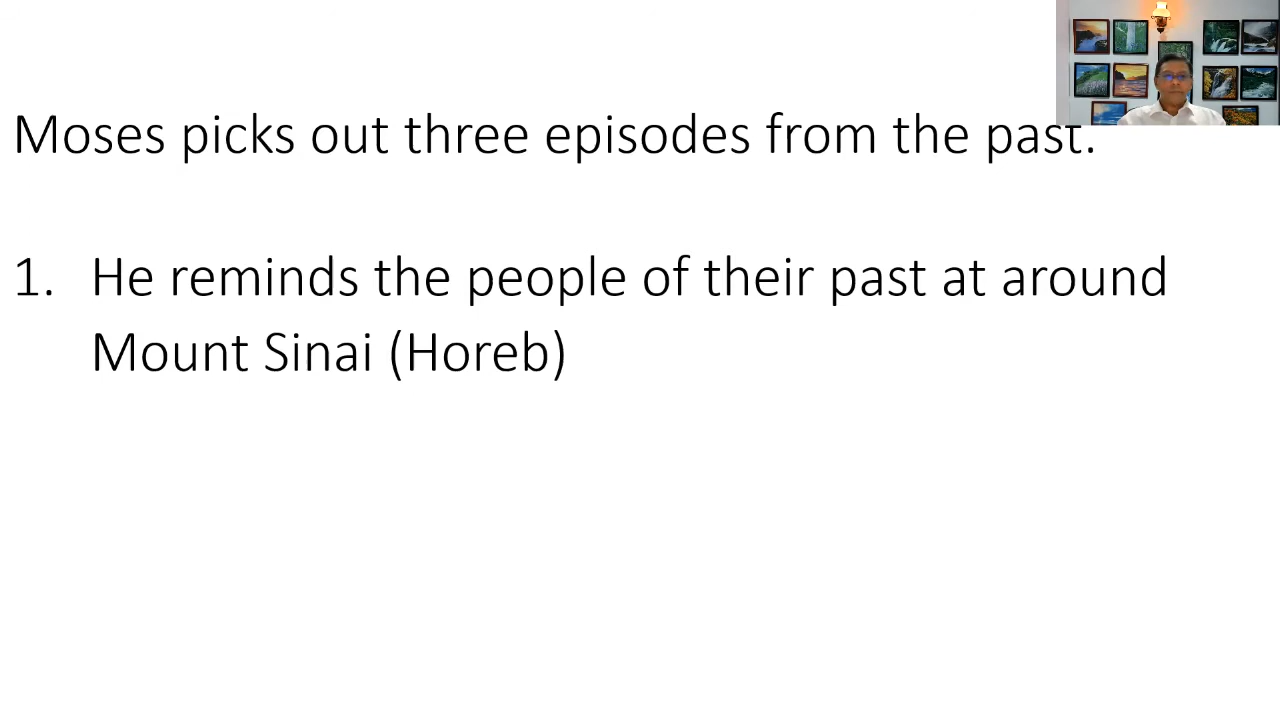 Moses picks out three episodes from the past.
1. He reminds the people of their past at around
Mount Sinai (Horeb)